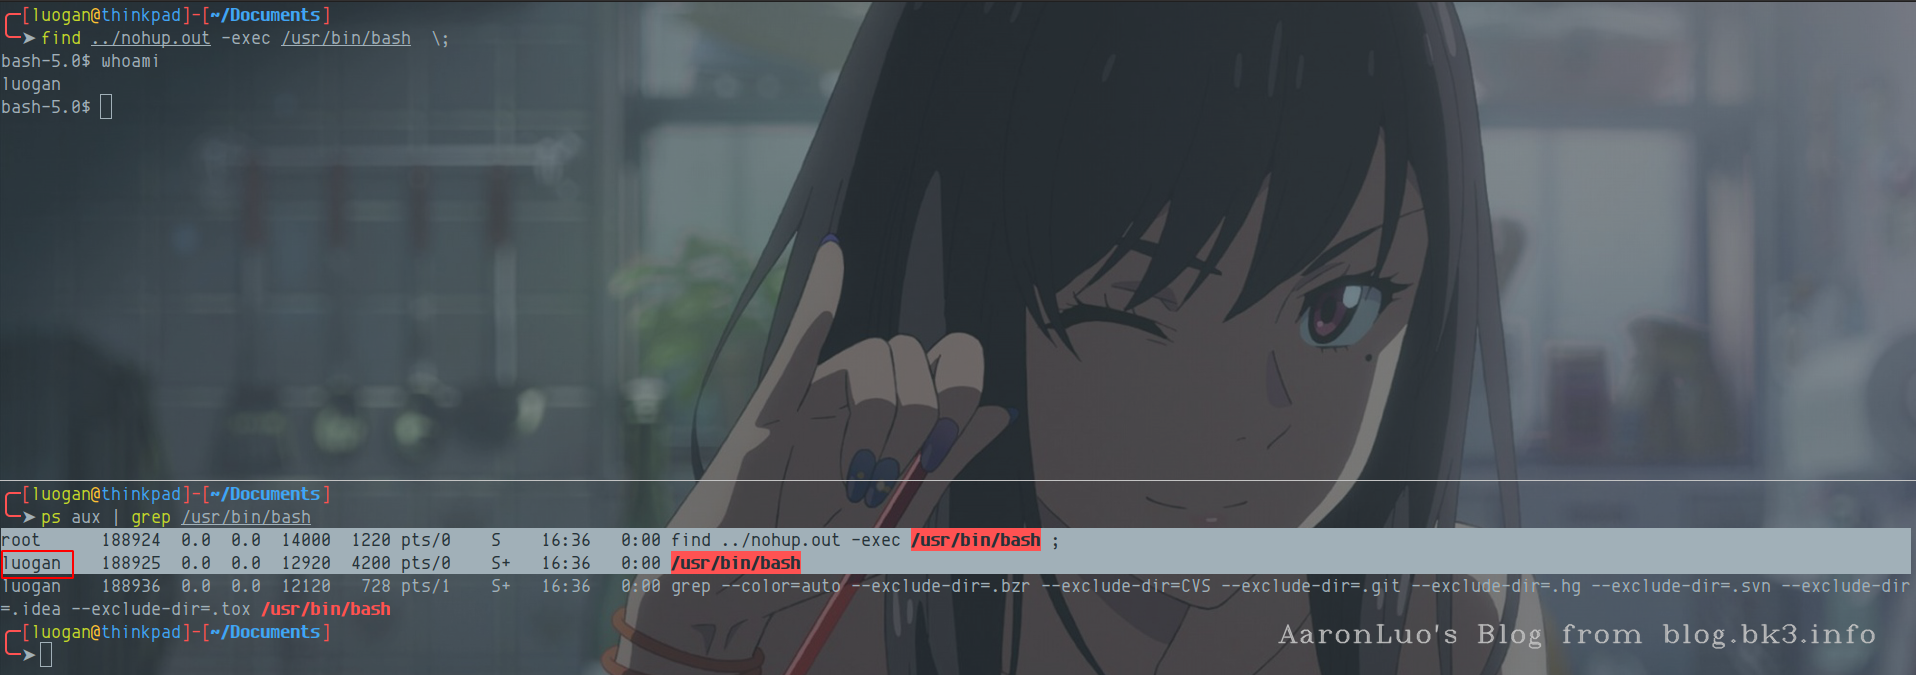 [luogan@thinkpad]-[~/Documents]
➤ find ../nohup.out -exec /usr/bin/bash  \;
bash-5.0$ whoami
luogan
bash-5.0$
[luogan@thinkpad]-[~/Documents]
➤ ps aux | grep /usr/bin/bash
root      188924  0.0  0.0  14000  1220 pts/0    S    16:36   0:00 find ../nohup.out -exec /usr/bin/bash ;
luogan    188925  0.0  0.0  12920  4200 pts/0    S+   16:36   0:00 /usr/bin/bash
luogan    188936  0.0  0.0  12120   728 pts/1    S+   16:36   0:00 grep --color=auto --exclude-dir=.bzr --exclude-dir=CVS --exclude-dir=.git --exclude-dir=.hg --exclude-dir=.svn --exclude-dir
=.idea --exclude-dir=.tox /usr/bin/bash
[luogan@thinkpad]-[~/Documents]
➤
AaronLuo's Blog from blog.bk3.info